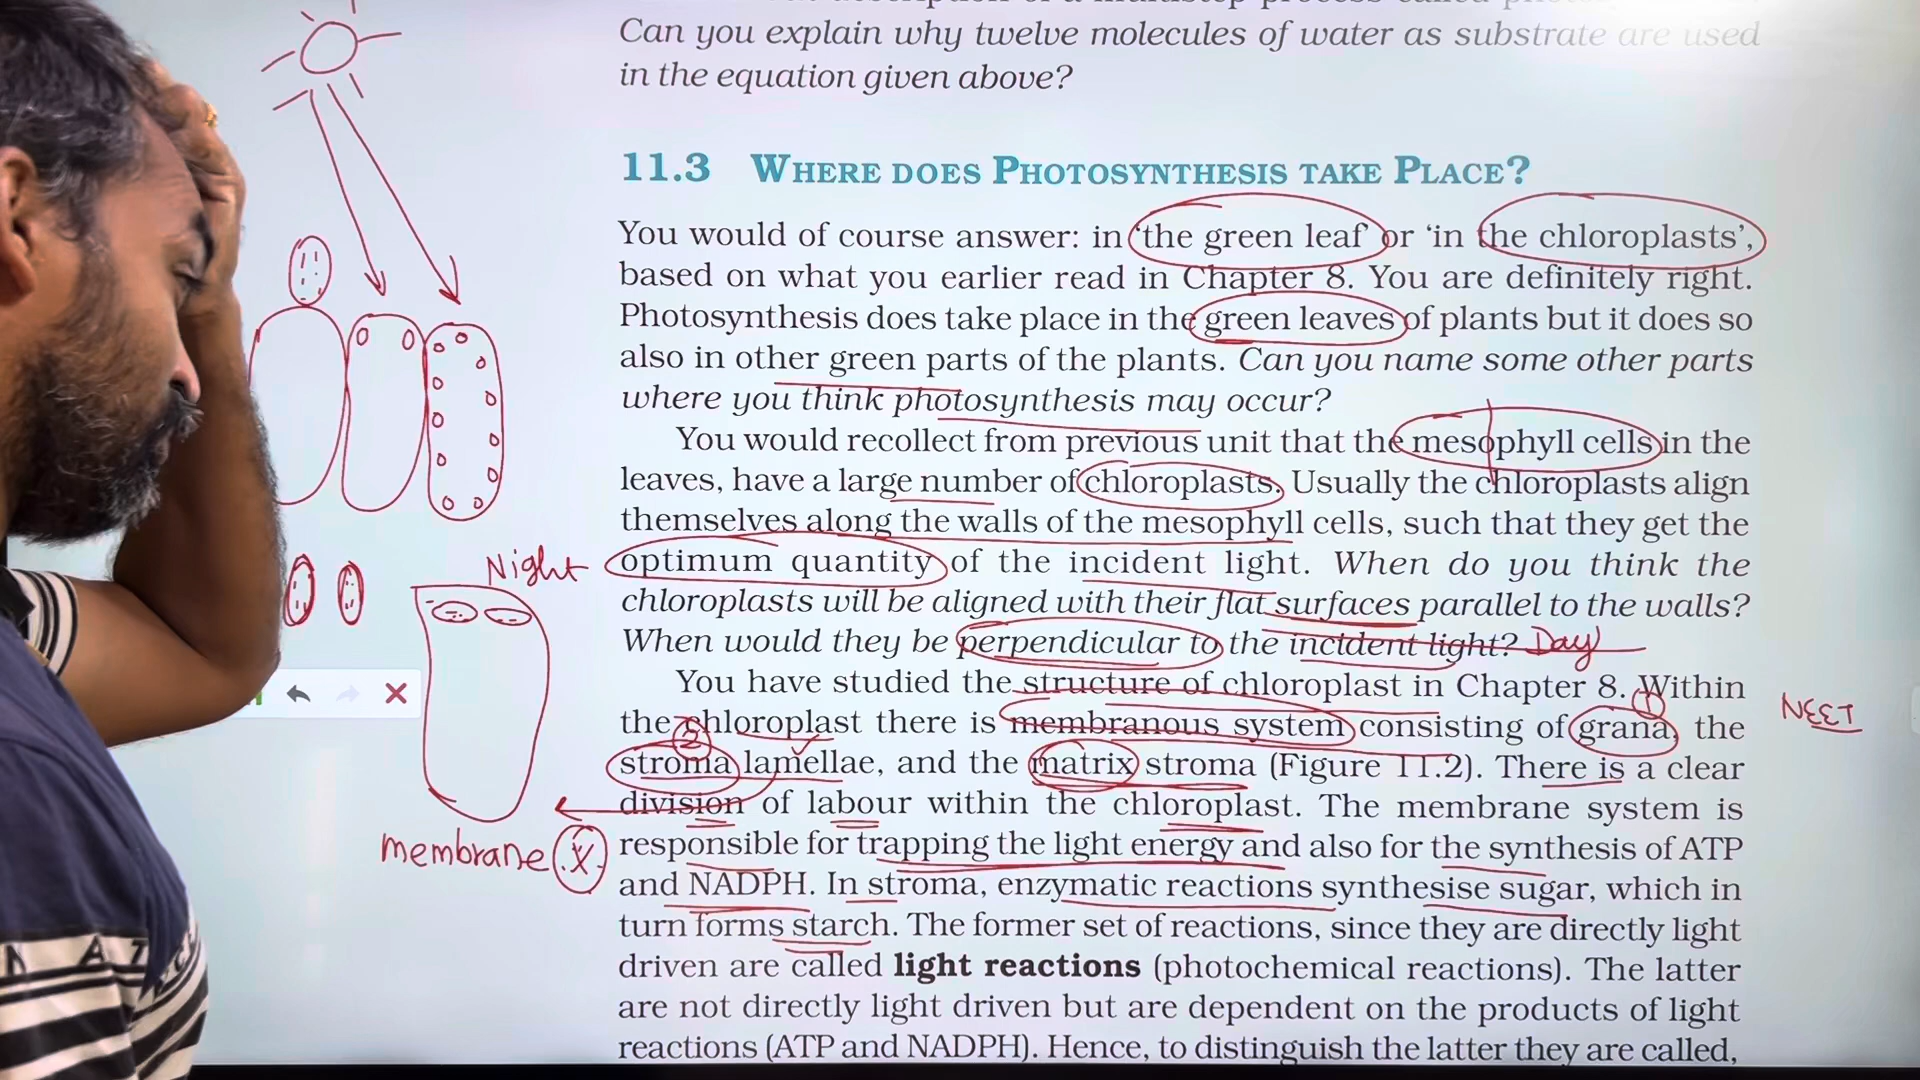 Can you explain why twelve molecules of water as substrate are used
in the equation given above?
11.3 WHERE DOES PHOTOSYNTHESIS TAKE PLACE?
You would of course answer: in ‘the green leaf’ or ‘in the chloroplasts’,
based on what you earlier read in Chapter 8. You are definitely right.
Photosynthesis does take place in the green leaves of plants but it does so
also in other green parts of the plants. Can you name some other parts
where you think photosynthesis may occur?
You would recollect from previous unit that the mesophyll cells in the
leaves, have a large number of chloroplasts. Usually the chloroplasts align
themselves along the walls of the mesophyll cells, such that they get the
Night
optimum quantity of the incident light. When do you think the
chloroplasts will be aligned with their flat surfaces parallel to the walls?
When would they be perpendicular to the incident light? Day
You have studied the structure of chloroplast in Chapter 8. Within
1
NEET
the chloroplast there is membranous system consisting of grana, the
2
stroma lamellae, and the matrix stroma (Figure 11.2). There is a clear
division of labour within the chloroplast. The membrane system is
membrane X
responsible for trapping the light energy and also for the synthesis of ATP
and NADPH. In stroma, enzymatic reactions synthesise sugar, which in
turn forms starch. The former set of reactions, since they are directly light
driven are called light reactions (photochemical reactions). The latter
are not directly light driven but are dependent on the products of light
reactions (ATP and NADPH). Hence, to distinguish the latter they are called,